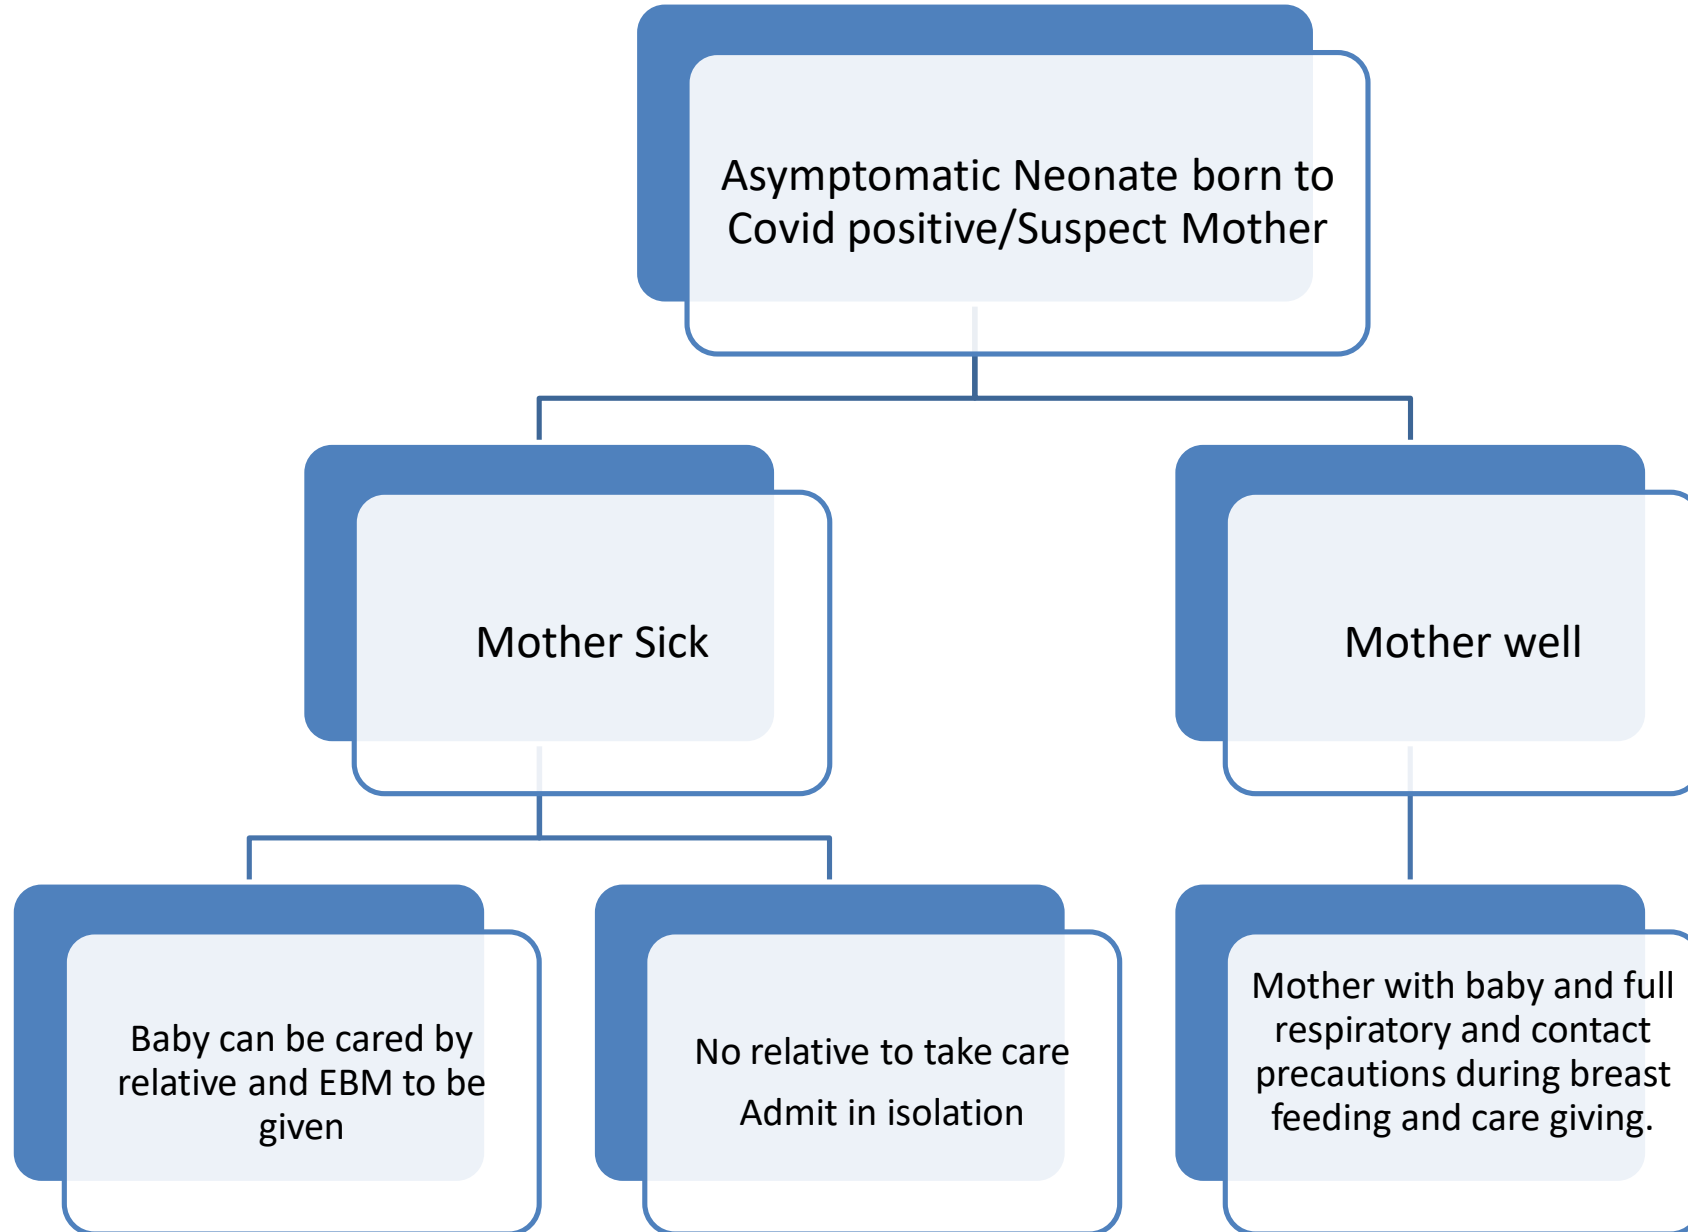 Asymptomatic Neonate born to
Covid positive/Suspect Mother
Mother Sick
Mother well
Baby can be cared by
relative and EBM to be
given
No relative to take care
Admit in isolation
Mother with baby and full
respiratory and contact
precautions during breast
feeding and care giving.